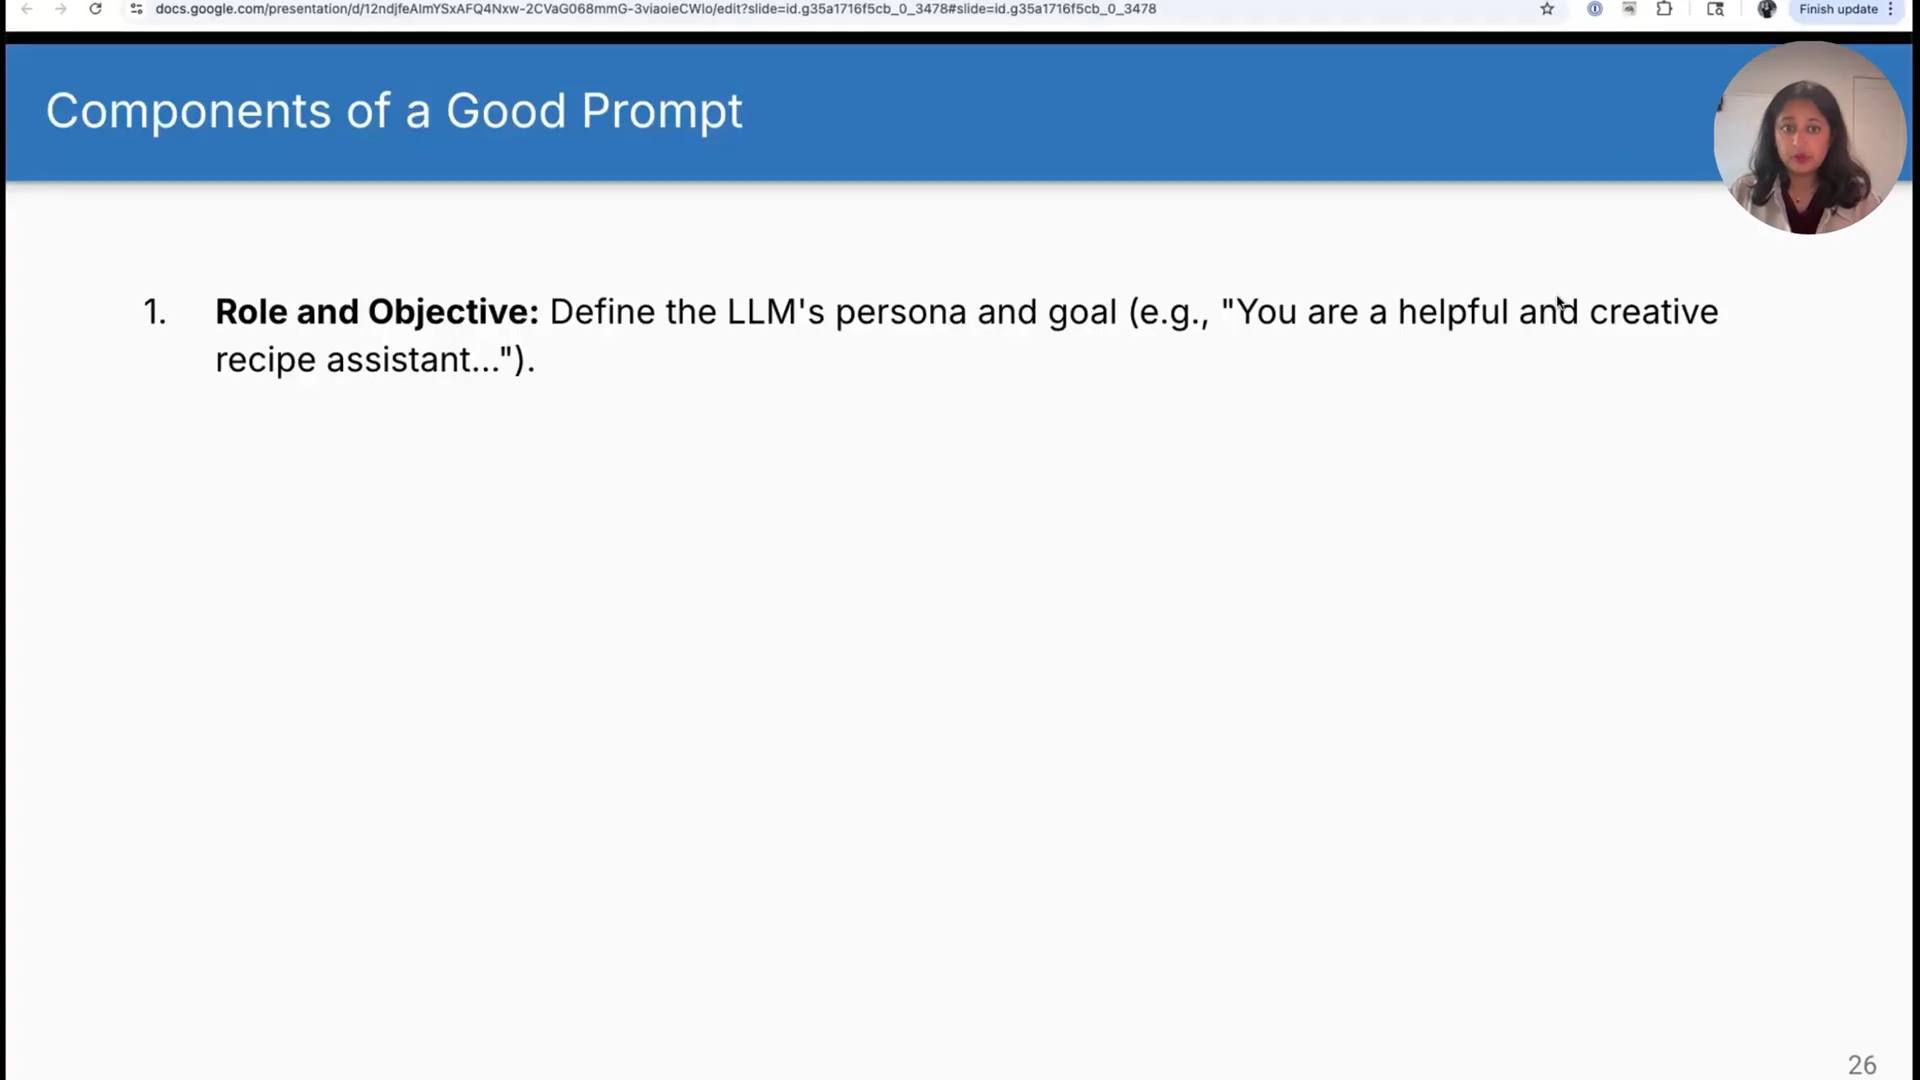 docs.google.com/presentation/d/12ndjfeAlmYSxAFQ4Nxw-2CVaG068mmG-3viaoieCWlo/edit?slide=id.g35a1716f5cb_0_3478#slide=id.g35a1716f5cb_0_3478
Finish update
Components of a Good Prompt
1. Role and Objective: Define the LLM's persona and goal (e.g., "You are a helpful and creative
recipe assistant...").
26